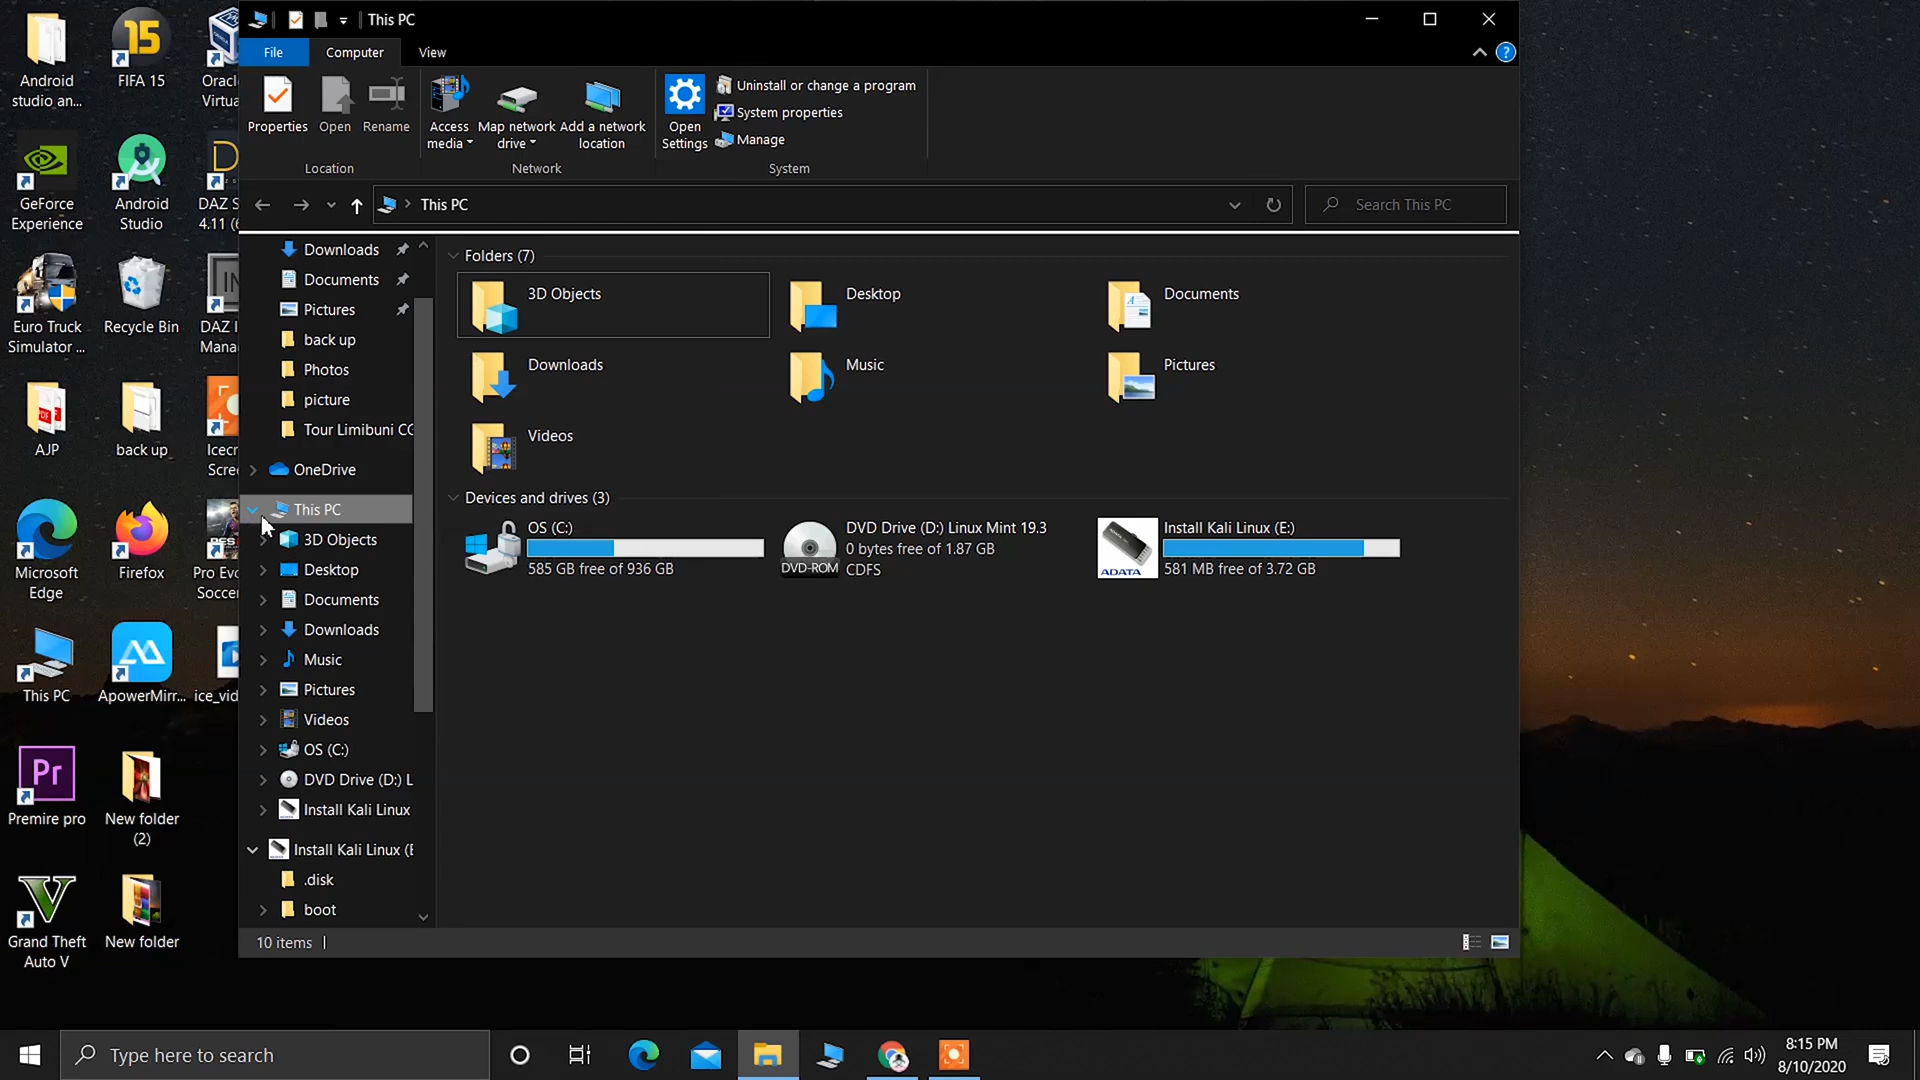 This PC
File
Computer
View
Properties
Open
Rename
Access
media
Map network
drive
Add a network
location
Open
Settings
Uninstall or change a program
System properties
Manage
Location
Network
System
This PC
Search This PC
Downloads
Documents
Pictures
back up
Photos
picture
Tour Limibuni CC
OneDrive
This PC
3D Objects
Desktop
Documents
Downloads
Music
Pictures
Videos
OS (C:)
DVD Drive (D:) L
Install Kali Linux
Install Kali Linux (E
.disk
boot
Folders (7)
3D Objects
Desktop
Documents
Downloads
Music
Pictures
Videos
Devices and drives (3)
OS (C:)
585 GB free of 936 GB
DVD Drive (D:) Linux Mint 19.3
0 bytes free of 1.87 GB
CDFS
DVD-ROM
Install Kali Linux (E:)
581 MB free of 3.72 GB
ADATA
10 items
Android
studio an...
15
FIFA 15
Oracl
Virtua
GeForce
Experience
Android
Studio
DAZ S
4.11 (6
Euro Truck
Simulator ...
Recycle Bin
DAZ I
Mana
PDF
AJP
back up
Icecr
Scree
Microsoft
Edge
Firefox
Pro Evo
Soccer
This PC
ApowerMirr...
ice_vid
Pr
Premire pro
New folder
(2)
V
Grand Theft
Auto V
New folder
Type here to search
8:15 PM
8/10/2020